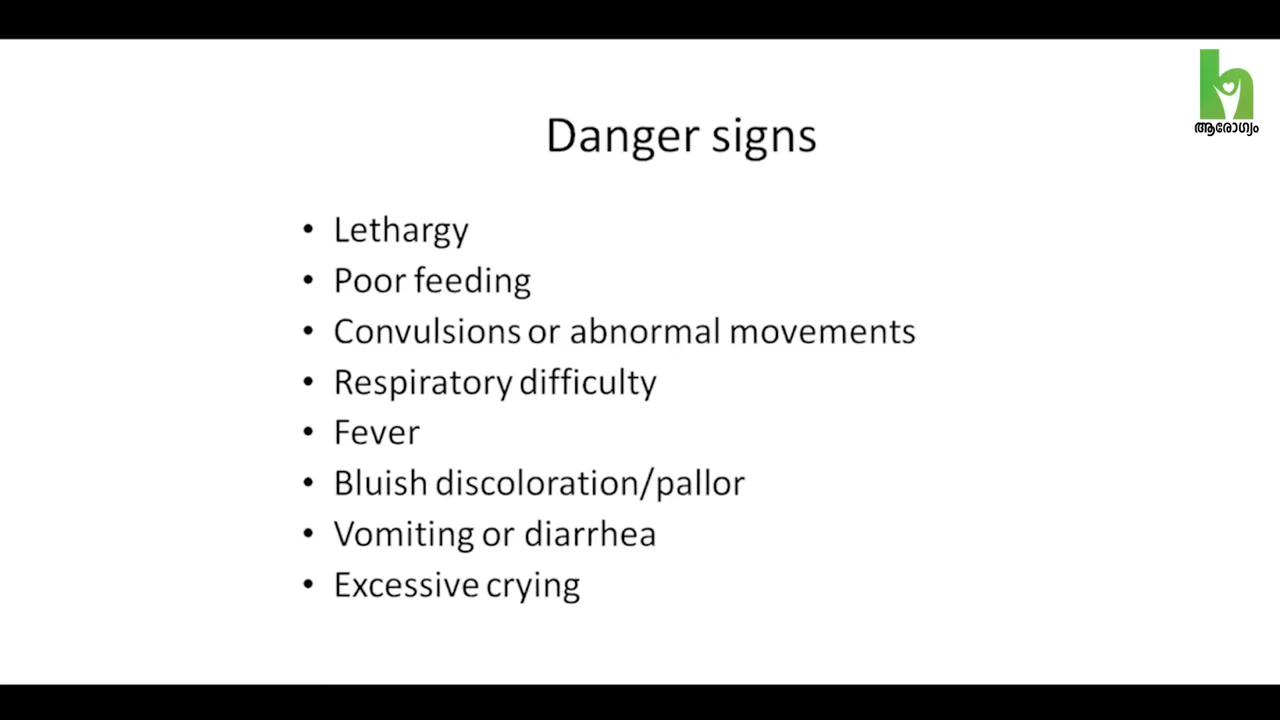 ആരോഗ്യം
Danger signs
• Lethargy
• Poor feeding
• Convulsions or abnormal movements
• Respiratory difficulty
• Fever
• Bluish discoloration/pallor
• Vomiting or diarrhea
• Excessive crying